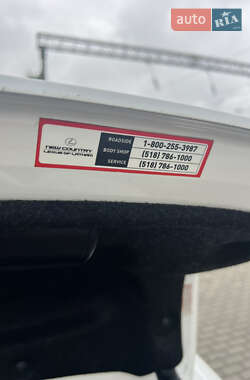 auto.RIA.com
NEW COUNTRY
LEXUS OF LATHAM
ROADSIDE 1-800-255-3987
BODY SHOP (518) 786-1000
SERVICE (518) 786-1000